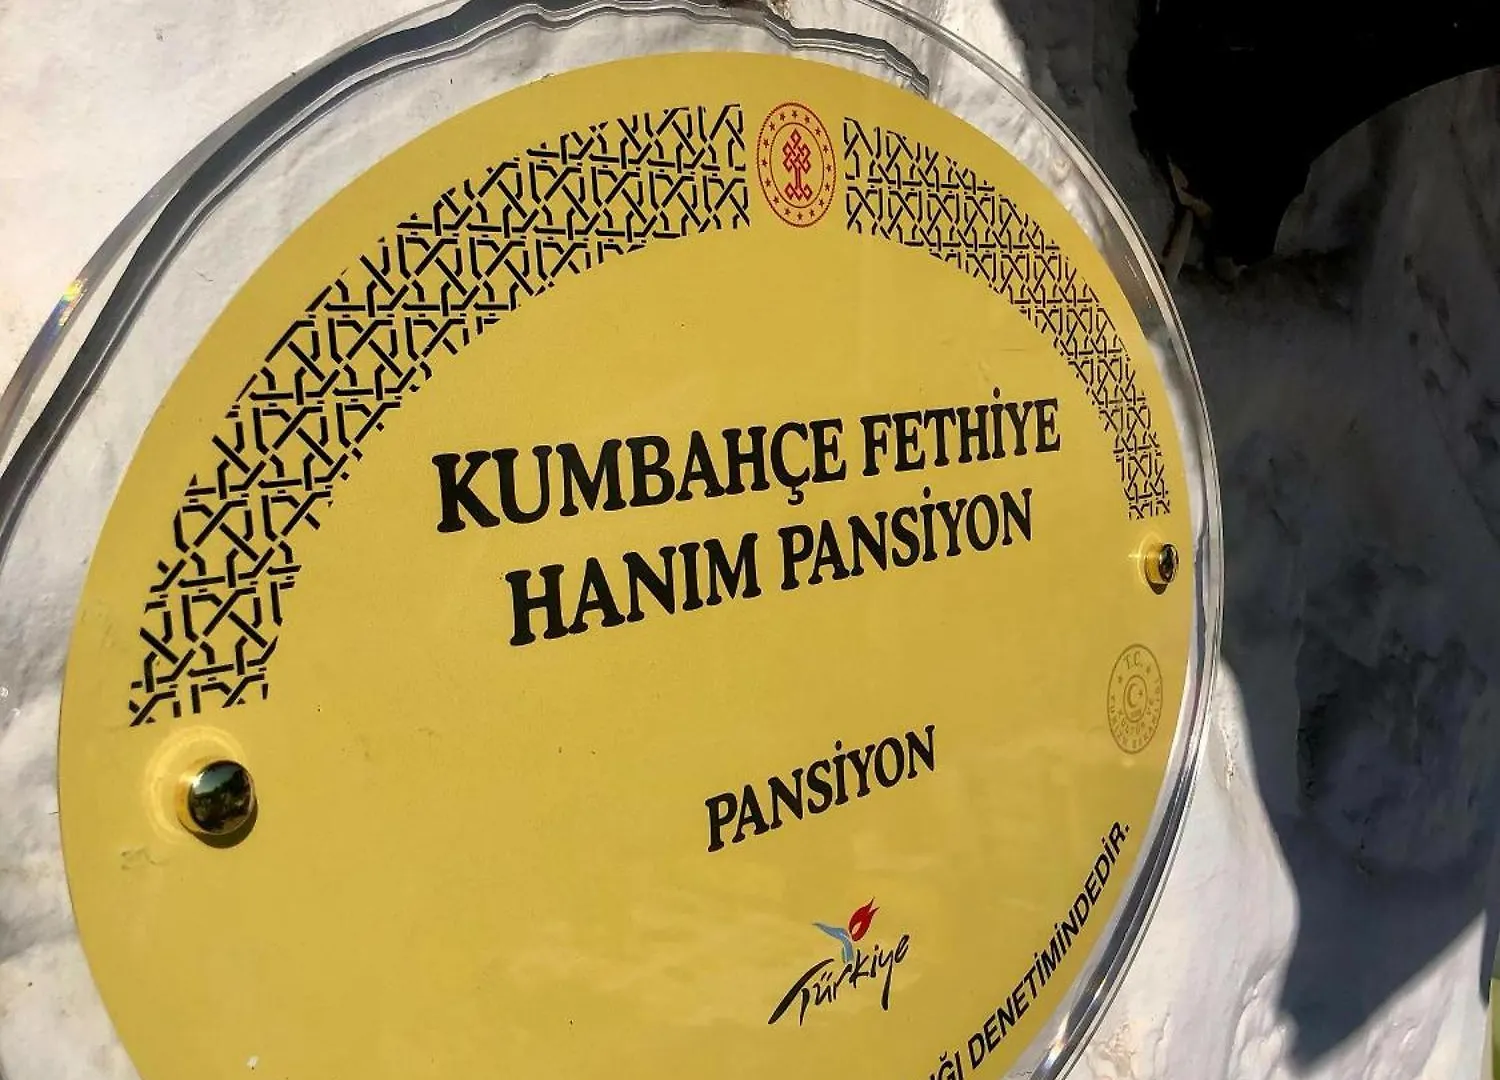 KUMBAHÇE FETHİYE
HANIM PANSİYON
T.C.
PANSİYON
Türkiye
DENETİMİNDEDİR.